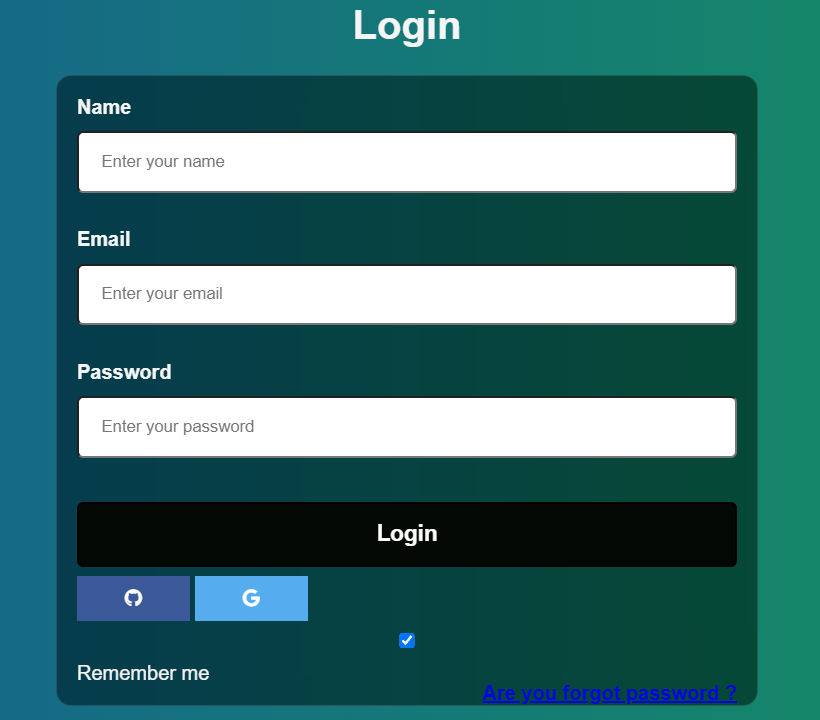 Login
Name
Enter your name
Email
Enter your email
Password
Enter your password
Login
Remember me
Are you forgot password ?